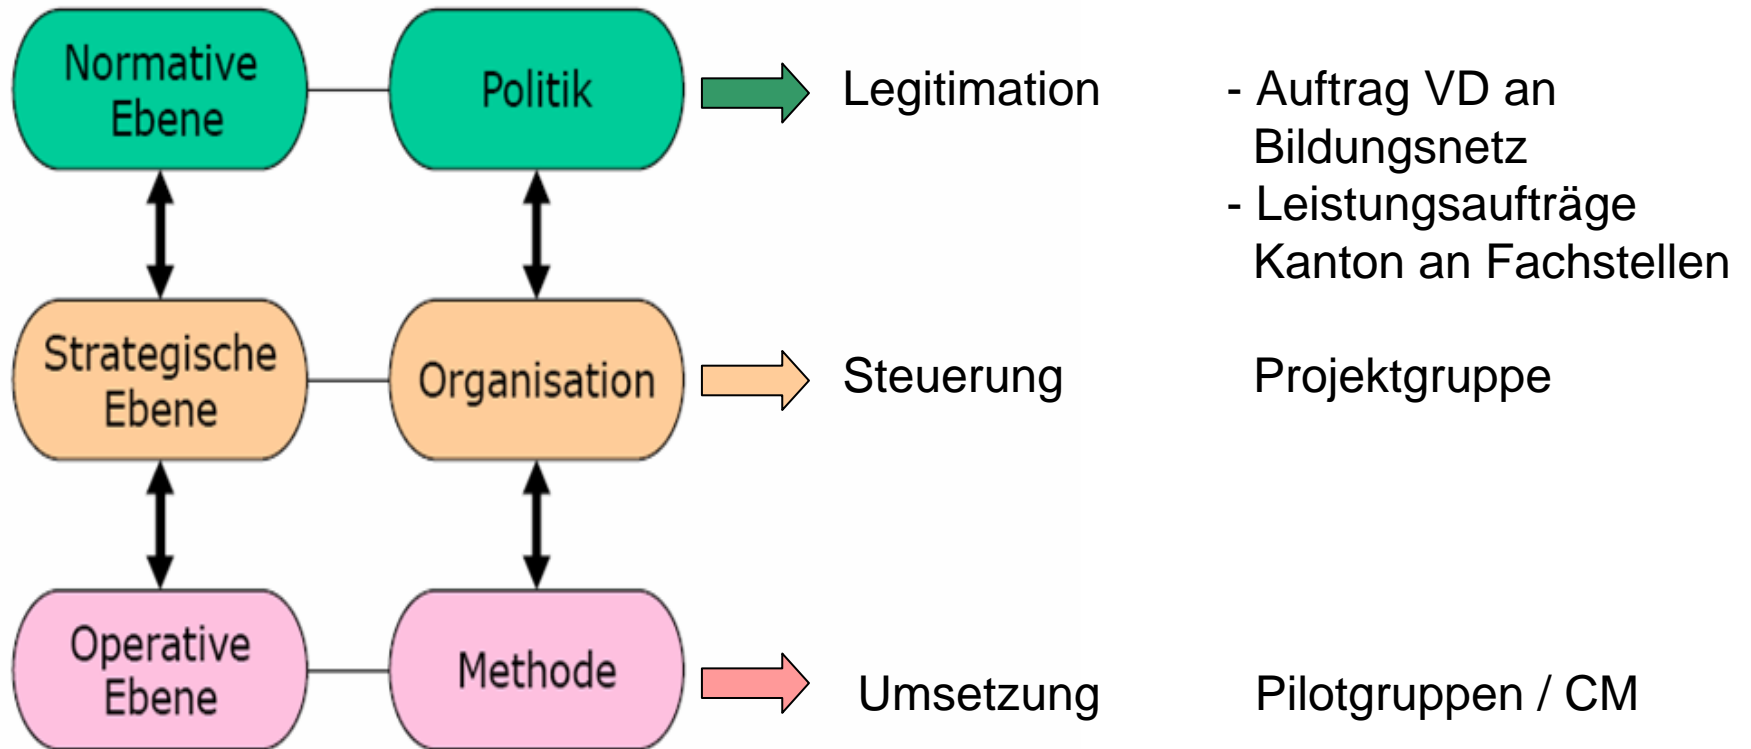 Normative
Ebene
Politik
Legitimation
- Auftrag VD an
Bildungsnetz
- Leistungsaufträge
Kanton an Fachstellen
Strategische
Ebene
Organisation
Steuerung
Projektgruppe
Operative
Ebene
Methode
Umsetzung
Pilotgruppen / CM